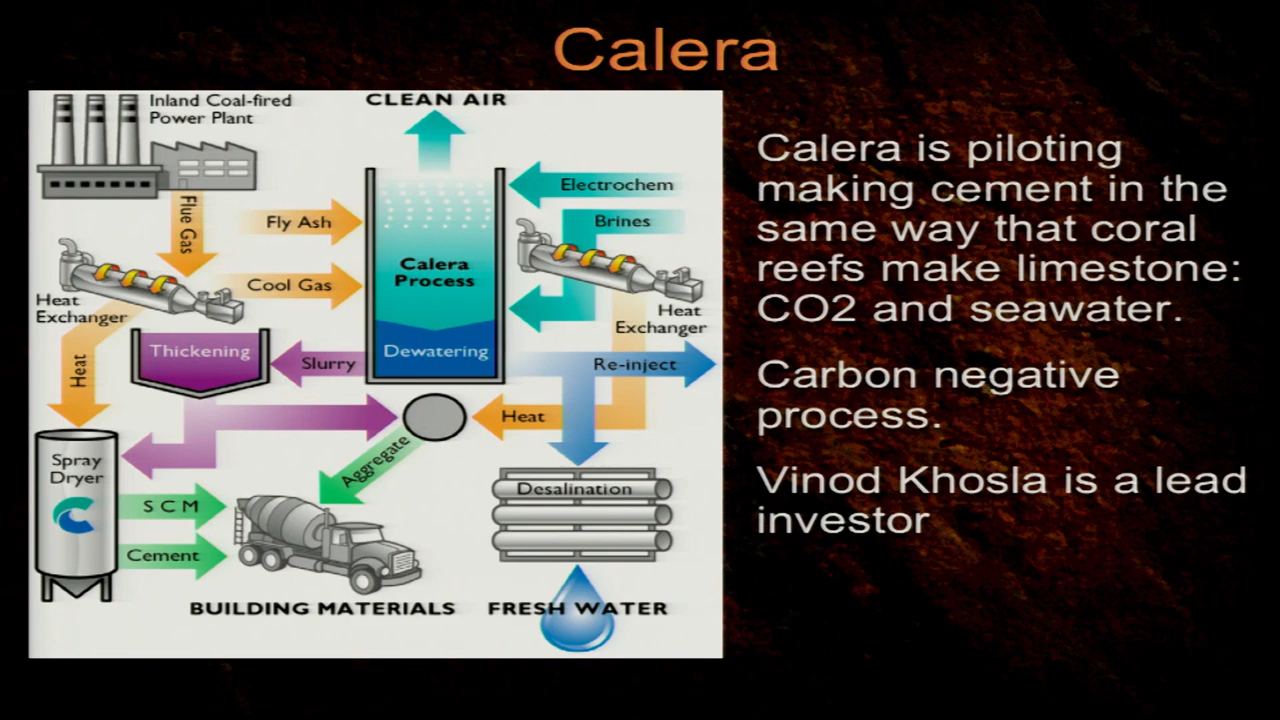 Calera
Inland Coal-fired
Power Plant
CLEAN AIR
Flue Gas
Fly Ash
Electrochem
Brines
Calera
Process
Cool Gas
Heat
Exchanger
Heat
Exchanger
Thickening
Slurry
Dewatering
Re-inject
Heat
Heat
Aggregate
Spray
Dryer
SCM
Cement
Desalination
BUILDING MATERIALS
FRESH WATER
Calera is piloting
making cement in the
same way that coral
reefs make limestone:
CO2 and seawater.
Carbon negative
process.
Vinod Khosla is a lead
investor